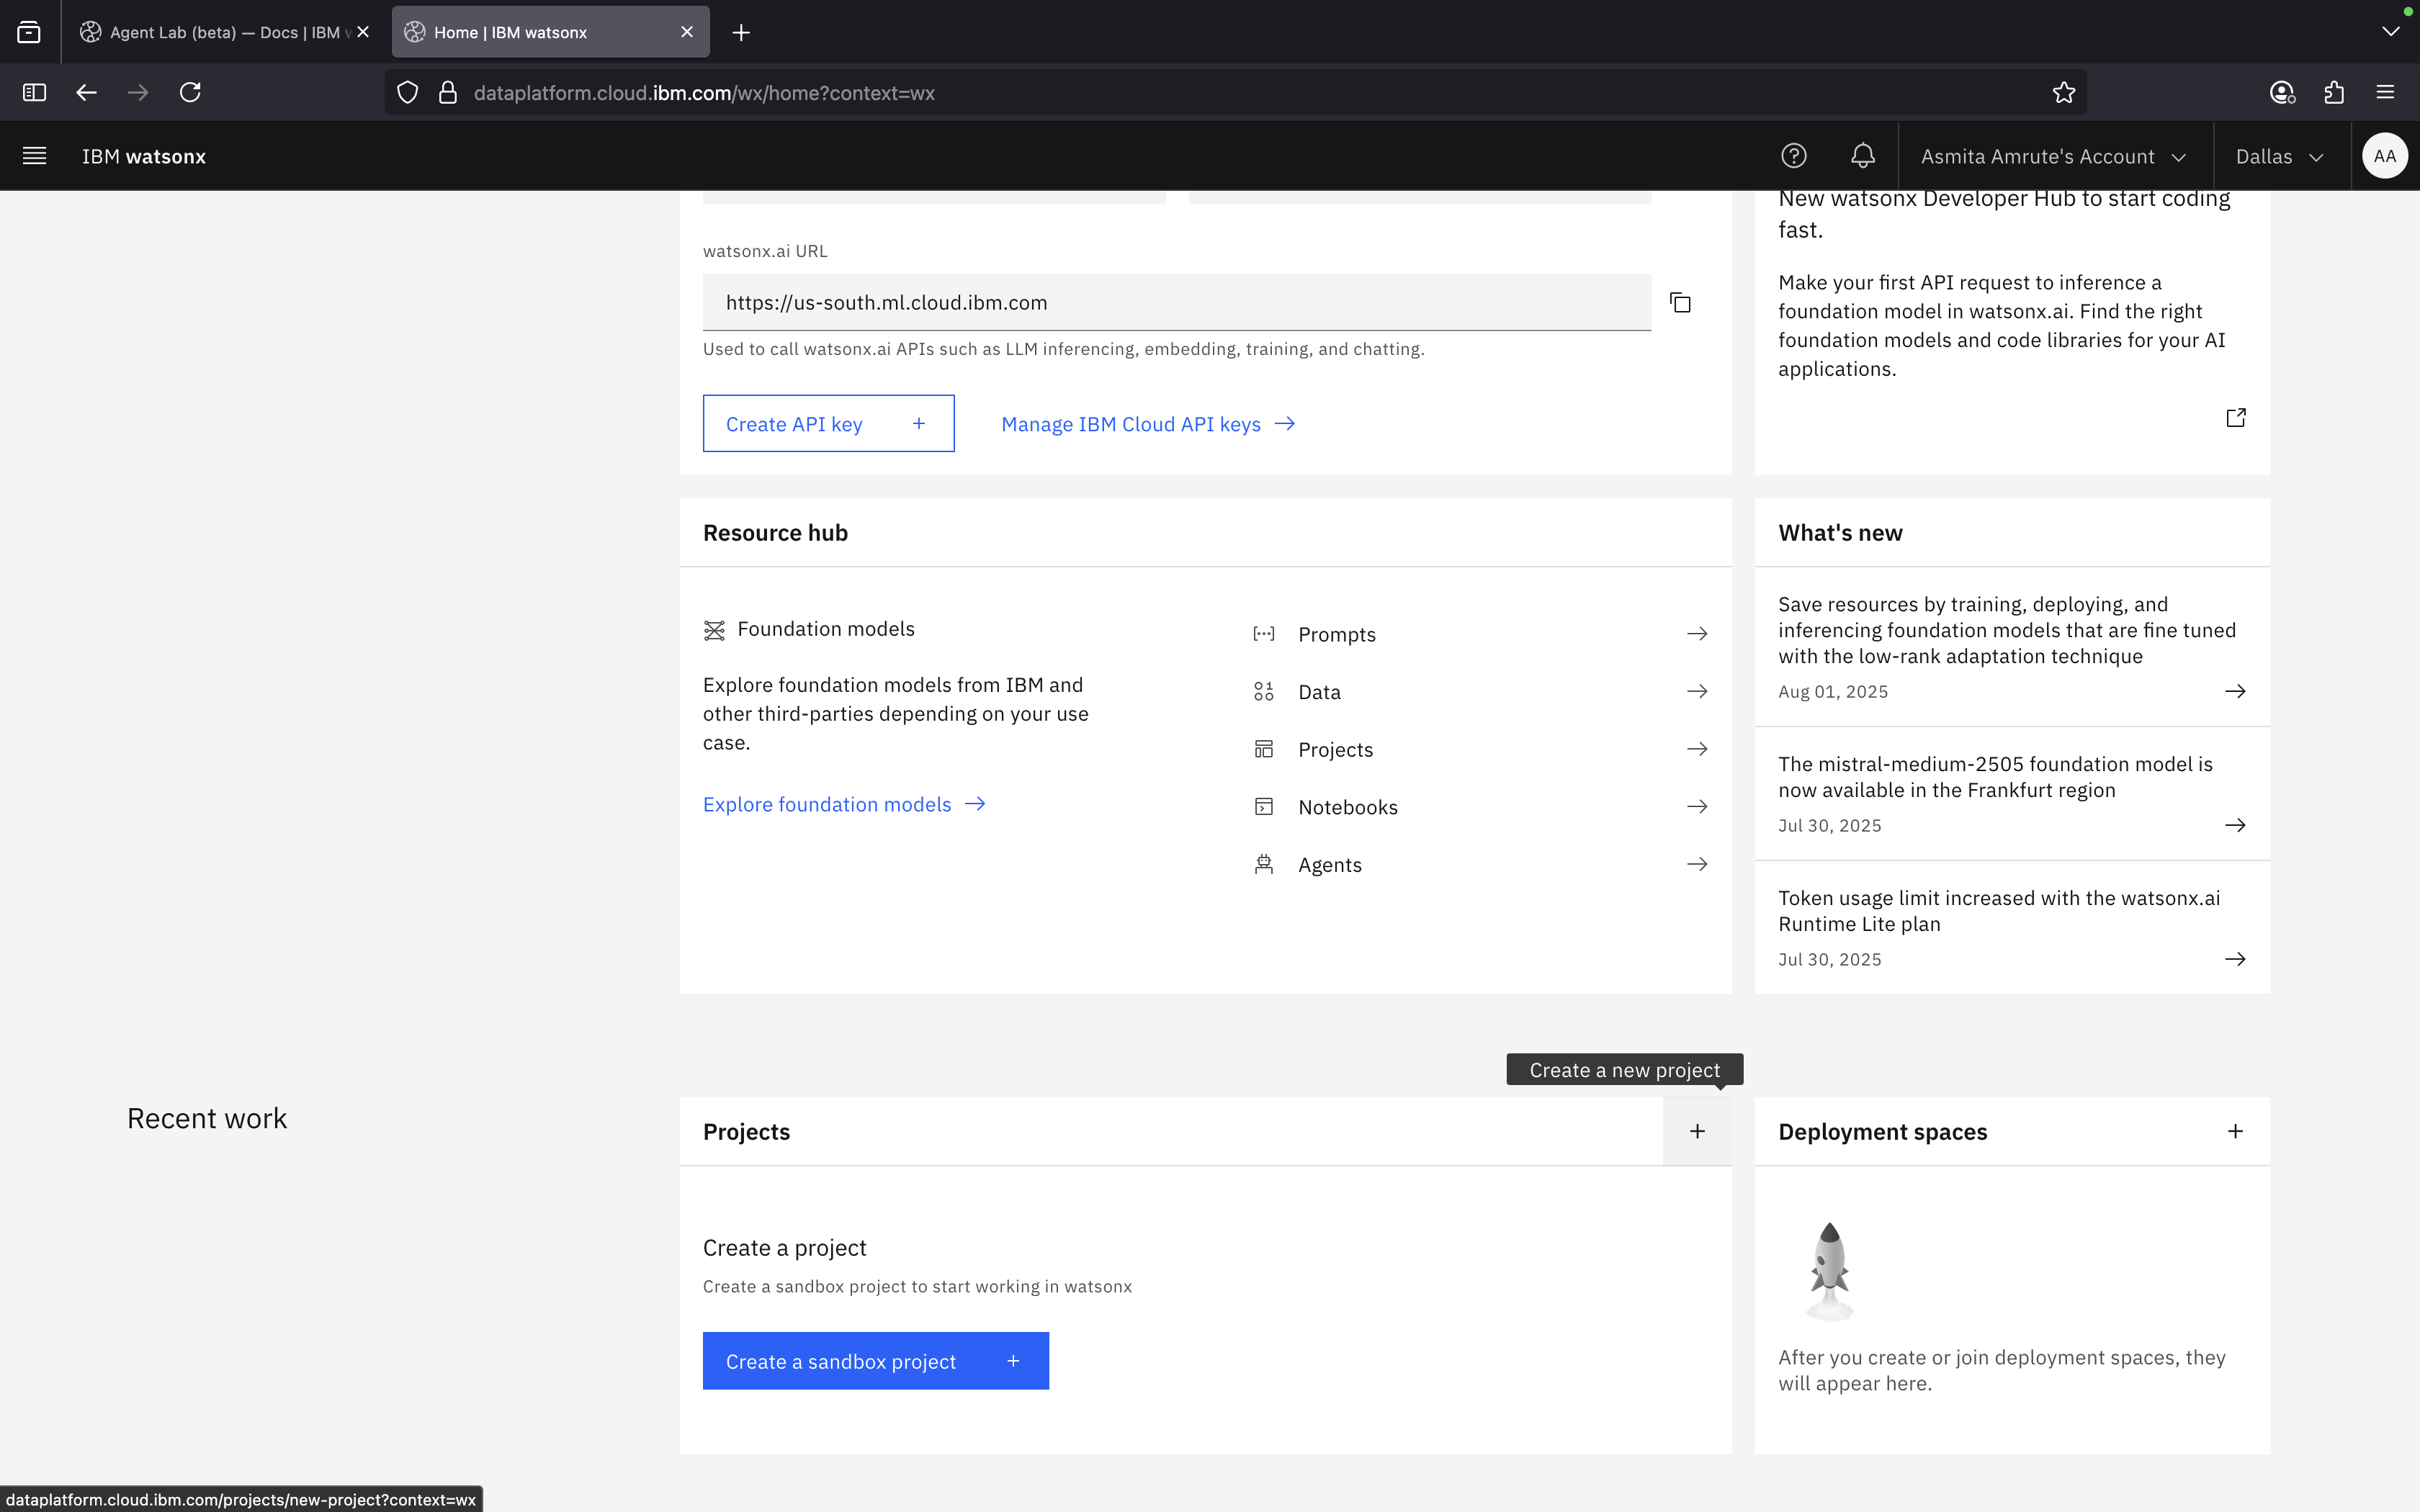 Agent Lab (beta) — Docs | IBM w
Home | IBM watsonx
dataplatform.cloud.ibm.com/wx/home?context=wx
IBM watsonx
Asmita Amrute's Account
Dallas
AA
watsonx.ai URL
https://us-south.ml.cloud.ibm.com
Used to call watsonx.ai APIs such as LLM inferencing, embedding, training, and chatting.
Create API key +
Manage IBM Cloud API keys
New watsonx Developer Hub to start coding
fast.
Make your first API request to inference a
foundation model in watsonx.ai. Find the right
foundation models and code libraries for your AI
applications.
Resource hub
Foundation models
Explore foundation models from IBM and
other third-parties depending on your use
case.
Explore foundation models
Prompts
Data
Projects
Notebooks
Agents
What's new
Save resources by training, deploying, and
inferencing foundation models that are fine tuned
with the low-rank adaptation technique
Aug 01, 2025
The mistral-medium-2505 foundation model is
now available in the Frankfurt region
Jul 30, 2025
Token usage limit increased with the watsonx.ai
Runtime Lite plan
Jul 30, 2025
Create a new project
Recent work
Projects +
Create a project
Create a sandbox project to start working in watsonx
Create a sandbox project +
Deployment spaces +
After you create or join deployment spaces, they
will appear here.
dataplatform.cloud.ibm.com/projects/new-project?context=wx